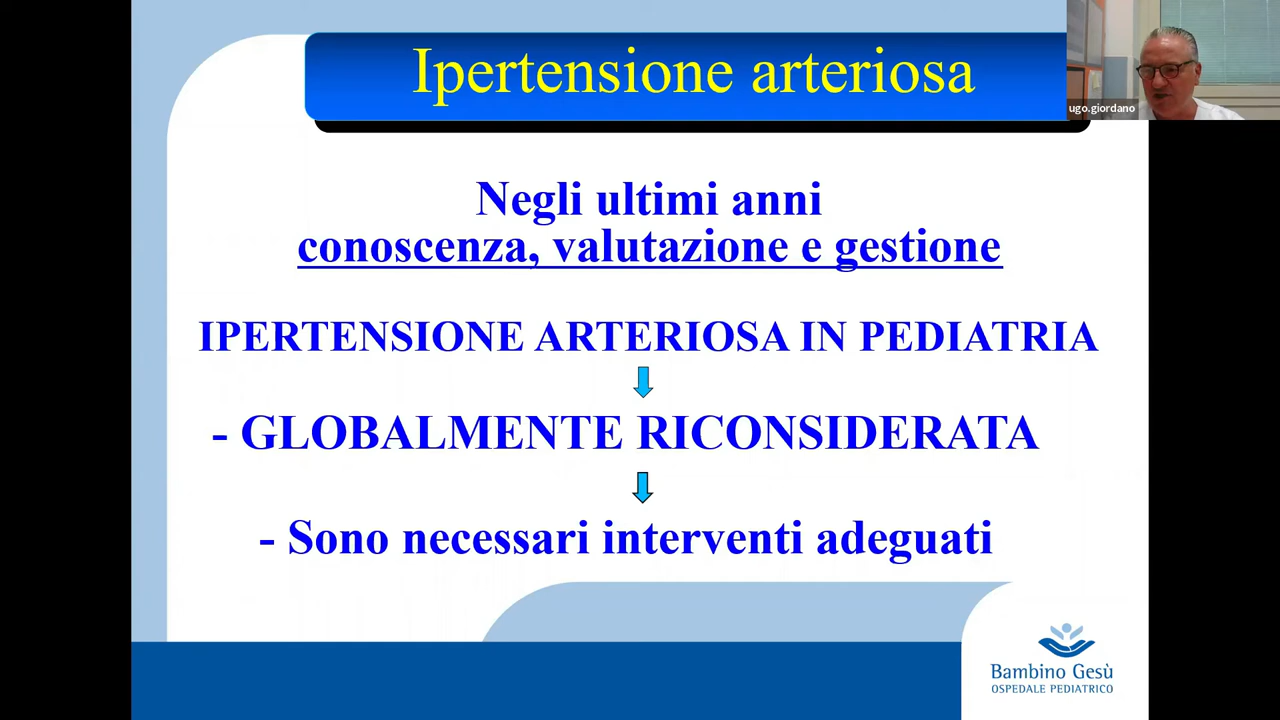 Ipertensione arteriosa
ugo.giordano
Negli ultimi anni
conoscenza, valutazione e gestione
IPERTENSIONE ARTERIOSA IN PEDIATRIA
- GLOBALMENTE RICONSIDERATA
- Sono necessari interventi adeguati
Bambino Gesù
OSPEDALE PEDIATRICO